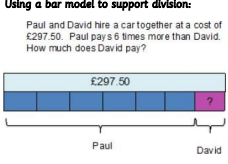 Using a bar model to support division:
Paul and David hire a car together at a cost of
£297.50. Paul pays 6 times more than David.
How much does David pay?
£297.50
?
Paul
David